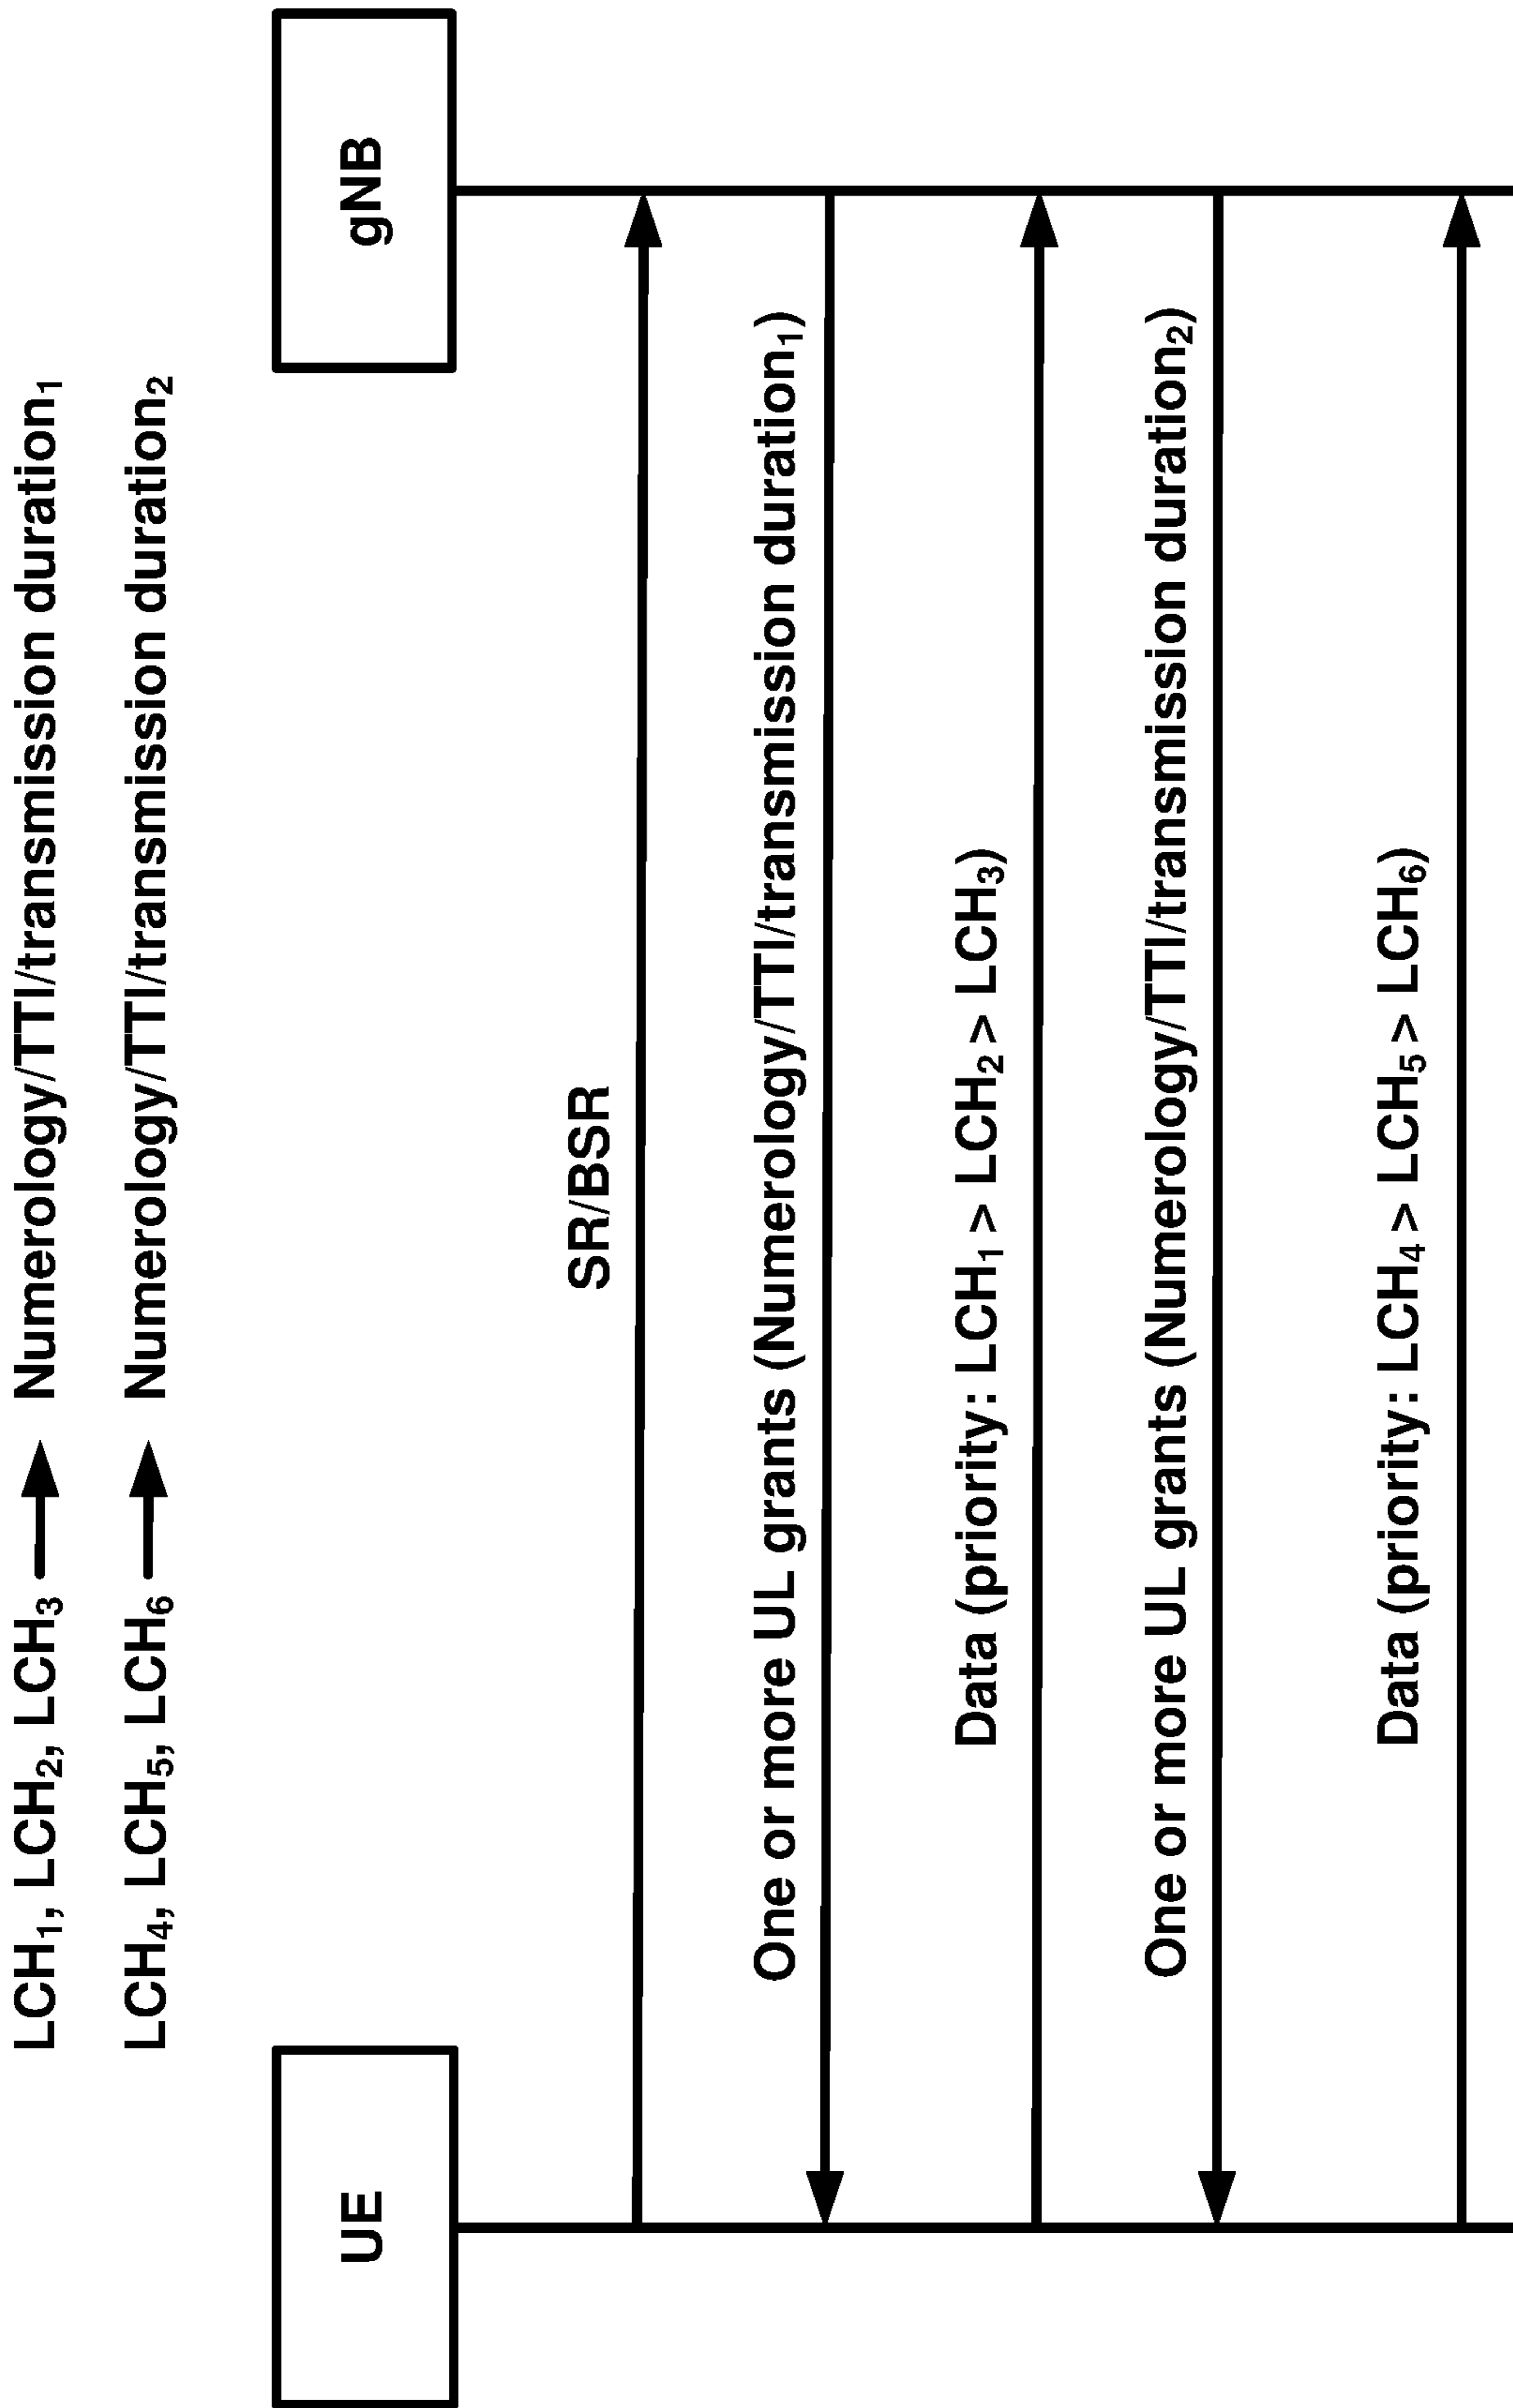 LCH₁, LCH₂, LCH₃ → Numerology/TTI/transmission duration₁
LCH₄, LCH₅, LCH₆ → Numerology/TTI/transmission duration₂
UE
gNB
SR/BSR
One or more UL grants (Numerology/TTI/transmission duration₁)
Data (priority: LCH₁ > LCH₂ > LCH₃)
One or more UL grants (Numerology/TTI/transmission duration₂)
Data (priority: LCH₄ > LCH₅ > LCH₆)